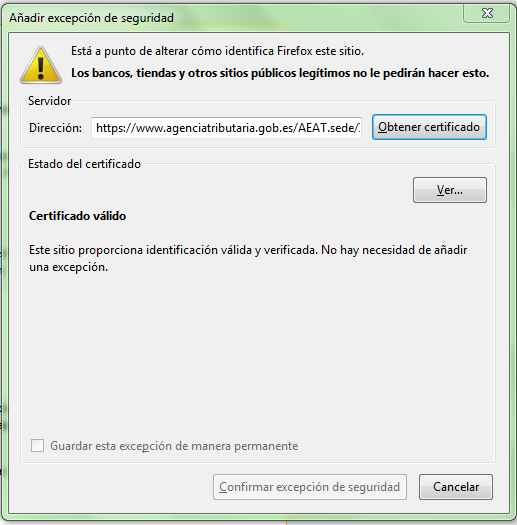 Añadir excepción de seguridad
Está a punto de alterar cómo identifica Firefox este sitio.
Los bancos, tiendas y otros sitios públicos legítimos no le pedirán hacer esto.
Servidor
Dirección: https://www.agenciatributaria.gob.es/AEAT.sede/ Obtener certificado
Estado del certificado
Ver...
Certificado válido
Este sitio proporciona identificación válida y verificada. No hay necesidad de añadir
una excepción.
Guardar esta excepción de manera permanente
Confirmar excepción de seguridad Cancelar